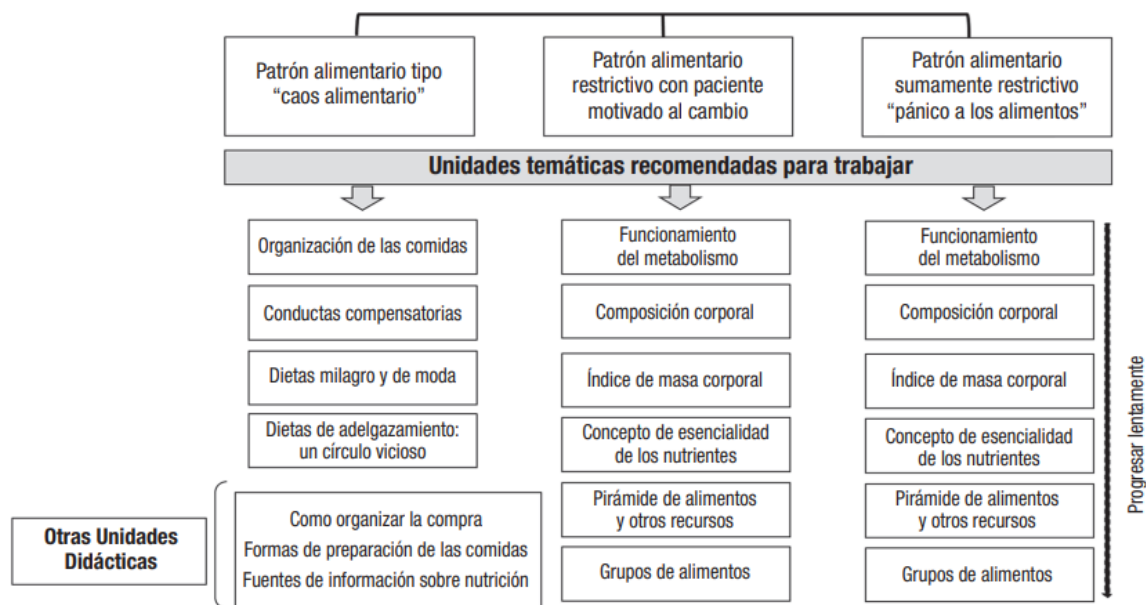 Patrón alimentario tipo
“caos alimentario”
Patrón alimentario
restrictivo con paciente
motivado al cambio
Patrón alimentario
sumamente restrictivo
“pánico a los alimentos”
Unidades temáticas recomendadas para trabajar
Organización de las comidas
Conductas compensatorias
Dietas milagro y de moda
Dietas de adelgazamiento:
un círculo vicioso
Otras Unidades
Didácticas
Como organizar la compra
Formas de preparación de las comidas
Fuentes de información sobre nutrición
Funcionamiento
del metabolismo
Composición corporal
Índice de masa corporal
Concepto de esencialidad
de los nutrientes
Pirámide de alimentos
y otros recursos
Grupos de alimentos
Funcionamiento
del metabolismo
Composición corporal
Índice de masa corporal
Concepto de esencialidad
de los nutrientes
Pirámide de alimentos
y otros recursos
Grupos de alimentos
Progresar lentamente